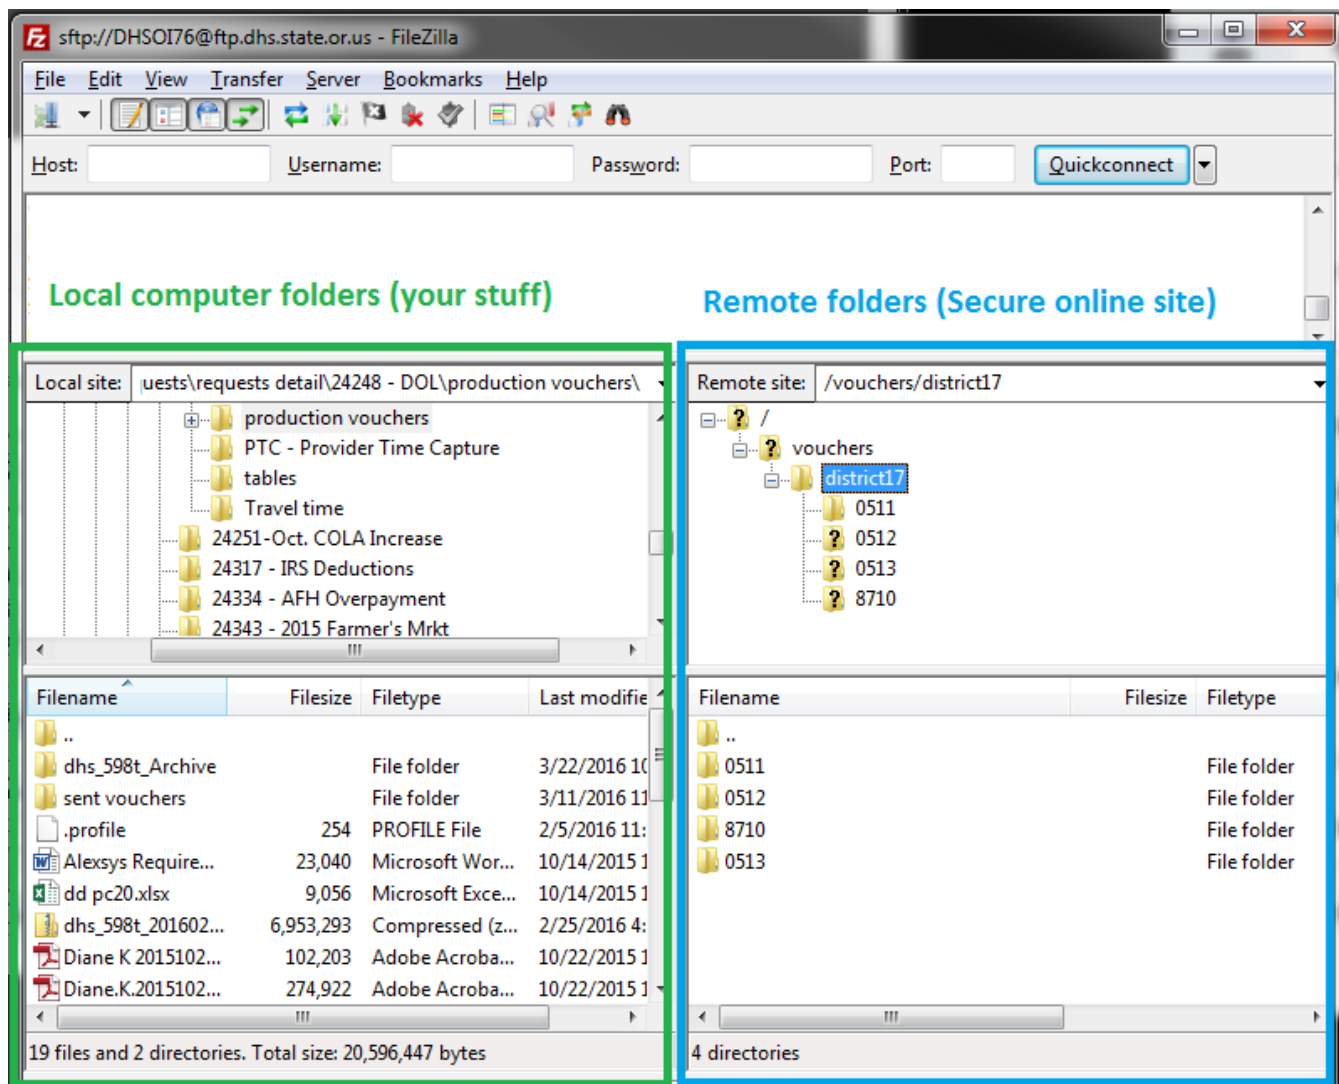 sftp://DHSOI76@ftp.dhs.state.or.us - FileZilla
File Edit View Transfer Server Bookmarks Help
Host: Username: Password: Port: Quickconnect
Local computer folders (your stuff)
Remote folders (Secure online site)
Local site: uests\requests detail\24248 - DOL\production vouchers\
production vouchers
PTC - Provider Time Capture
tables
Travel time
24251-Oct. COLA Increase
24317 - IRS Deductions
24334 - AFH Overpayment
24343 - 2015 Farmer's Mrkt
Filename Filesize Filetype Last modifie
..
dhs_598t_Archive File folder 3/22/2016 10
sent vouchers File folder 3/11/2016 11
.profile 254 PROFILE File 2/5/2016 11:
Alexsys Require... 23,040 Microsoft Wor... 10/14/2015 1
dd pc20.xlsx 9,056 Microsoft Exce... 10/14/2015 1
dhs_598t_201602... 6,953,293 Compressed (z... 2/25/2016 4:
Diane K 2015102... 102,203 Adobe Acroba... 10/22/2015 1
Diane.K.2015102... 274,922 Adobe Acroba... 10/22/2015 1
19 files and 2 directories. Total size: 20,596,447 bytes
Remote site: /vouchers/district17
/
vouchers
district17
0511
0512
0513
8710
Filename Filesize Filetype
..
0511 File folder
0512 File folder
8710 File folder
0513 File folder
4 directories